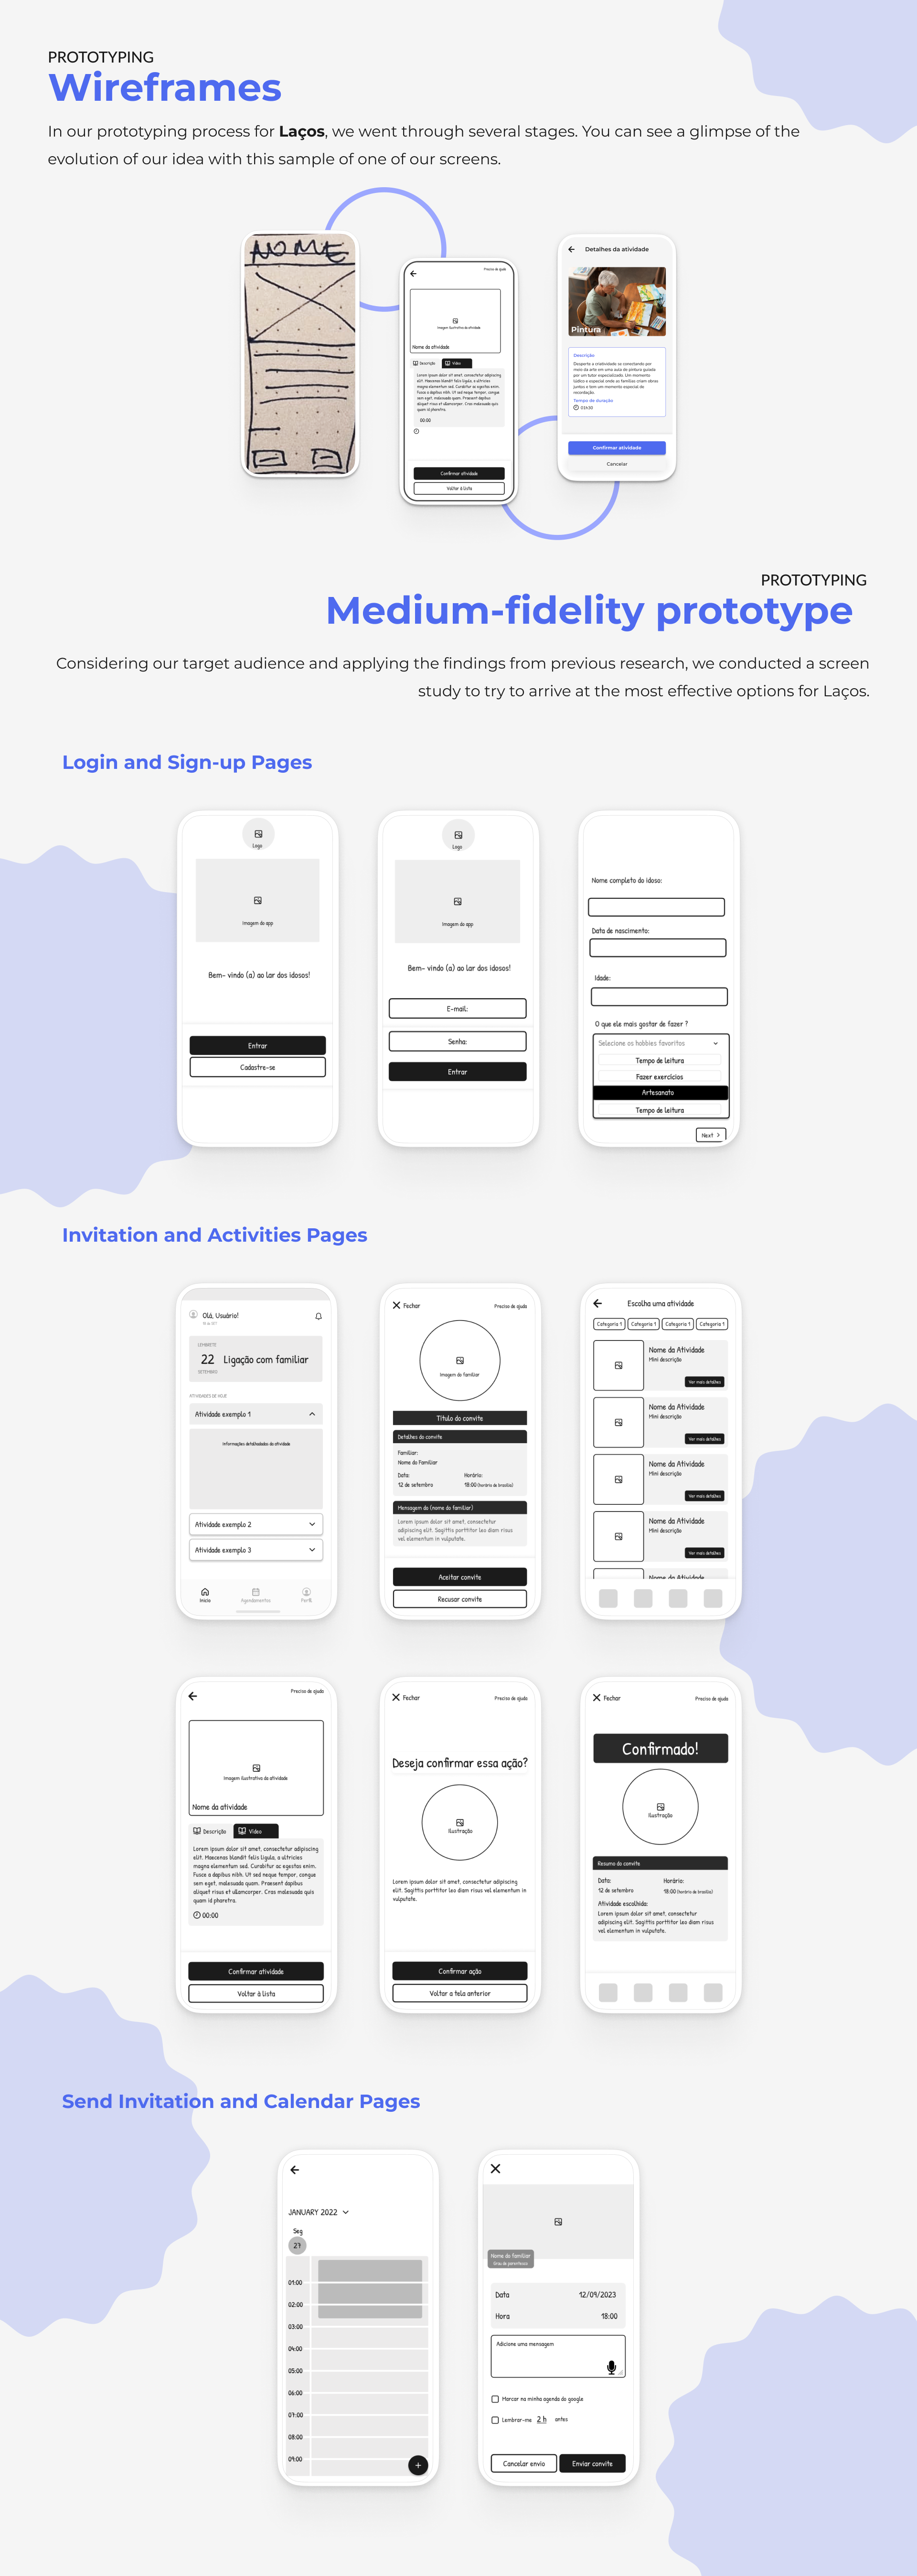 PROTOTYPING
Wireframes
In our prototyping process for Laços, we went through several stages. You can see a glimpse of the
evolution of our idea with this sample of one of our screens.
NOME
Preciso de ajuda
Imagem ilustrativa da atividade
Nome da atividade
Descrição
Vídeo
Lorem ipsum dolor sit amet, consectetur adipiscing
elit. Maecenas blandit felis ligula, a ultricies
magna elementum sed. Curabitur ac egestas enim.
Fusce a dapibus nibh. Ut sed neque tempor, congue
sem eget, malesuada quam. Praesent dapibus
aliquet risus et ullamcorper. Cras malesuada quis
quam id pharetra.
00:00
Confirmar atividade
Voltar à lista
Detalhes da atividade
Pintura
Descrição
Desperte a criatividade se conectando por
meio da arte em uma aula de pintura guiada
por um tutor especializado. Um momento
lúdico e especial onde as famílias criam obras
juntas e tem um momento especial de
recordação.
Tempo de duração
01h30
Confirmar atividade
Cancelar
PROTOTYPING
Medium-fidelity prototype
Considering our target audience and applying the findings from previous research, we conducted a screen
study to try to arrive at the most effective options for Laços.
Login and Sign-up Pages
Logo
Imagem do app
Bem- vindo (a) ao lar dos idosos!
Entrar
Cadastre-se
Logo
Imagem do app
Bem- vindo (a) ao lar dos idosos!
E-mail:
Senha:
Entrar
Nome completo do idoso:
Data de nascimento:
Idade:
O que ele mais gostar de fazer ?
Selecione os hobbies favoritos
Tempo de leitura
Fazer exercícios
Artesanato
Tempo de leitura
Next
Invitation and Activities Pages
Olá, Usuário!
LEMBRETE
22 Ligação com familiar
SETEMBRO
ATIVIDADES DE HOJE
Atividade exemplo 1
Informações detalhadadas da atividade
Atividade exemplo 2
Atividade exemplo 3
Início
Agendamentos
Perfil
Fechar
Preciso de ajuda
Imagem do familiar
Título do convite
Detalhes do convite
Familiar:
Nome do Familiar
Data: Horário:
12 de setembro 18:00 (horário de brasília)
Mensagem do (nome do familiar)
Lorem ipsum dolor sit amet, consectetur
adipiscing elit. Sagittis porttitor leo diam risus
vel elementum in vulputate.
Aceitar convite
Recusar convite
Escolha uma atividade
Categoria 1 Categoria 1 Categoria 1 Categoria 1
Nome da Atividade
Mini descrição
Ver mais detalhes
Nome da Atividade
Mini descrição
Ver mais detalhes
Nome da Atividade
Mini descrição
Ver mais detalhes
Nome da Atividade
Mini descrição
Ver mais detalhes
Nome da Atividade
Preciso de ajuda
Imagem ilustrativa da atividade
Nome da atividade
Descrição
Vídeo
Lorem ipsum dolor sit amet, consectetur adipiscing
elit. Maecenas blandit felis ligula, a ultricies
magna elementum sed. Curabitur ac egestas enim.
Fusce a dapibus nibh. Ut sed neque tempor, congue
sem eget, malesuada quam. Praesent dapibus
aliquet risus et ullamcorper. Cras malesuada quis
quam id pharetra.
00:00
Confirmar atividade
Voltar à lista
Fechar
Preciso de ajuda
Deseja confirmar essa ação?
Ilustração
Lorem ipsum dolor sit amet, consectetur adipiscing
elit. Sagittis porttitor leo diam risus vel elementum in
vulputate.
Confirmar ação
Voltar a tela anterior
Fechar
Preciso de ajuda
Confirmado!
Ilustração
Resumo do convite
Data: Horário:
12 de setembro 18:00 (horário de brasília)
Atividade escolhida:
Lorem ipsum dolor sit amet, consectetur
adipiscing elit. Sagittis porttitor leo diam risus
vel elementum in vulputate.
Send Invitation and Calendar Pages
JANUARY 2022
Seg
27
01:00
02:00
03:00
04:00
05:00
06:00
07:00
08:00
09:00
+
Nome do familiar
Grau de parentesco
Data 12/09/2023
Hora 18:00
Adicione uma mensagem
Marcar na minha agenda do google
Lembrar-me 2 h antes
Cancelar envio
Enviar convite